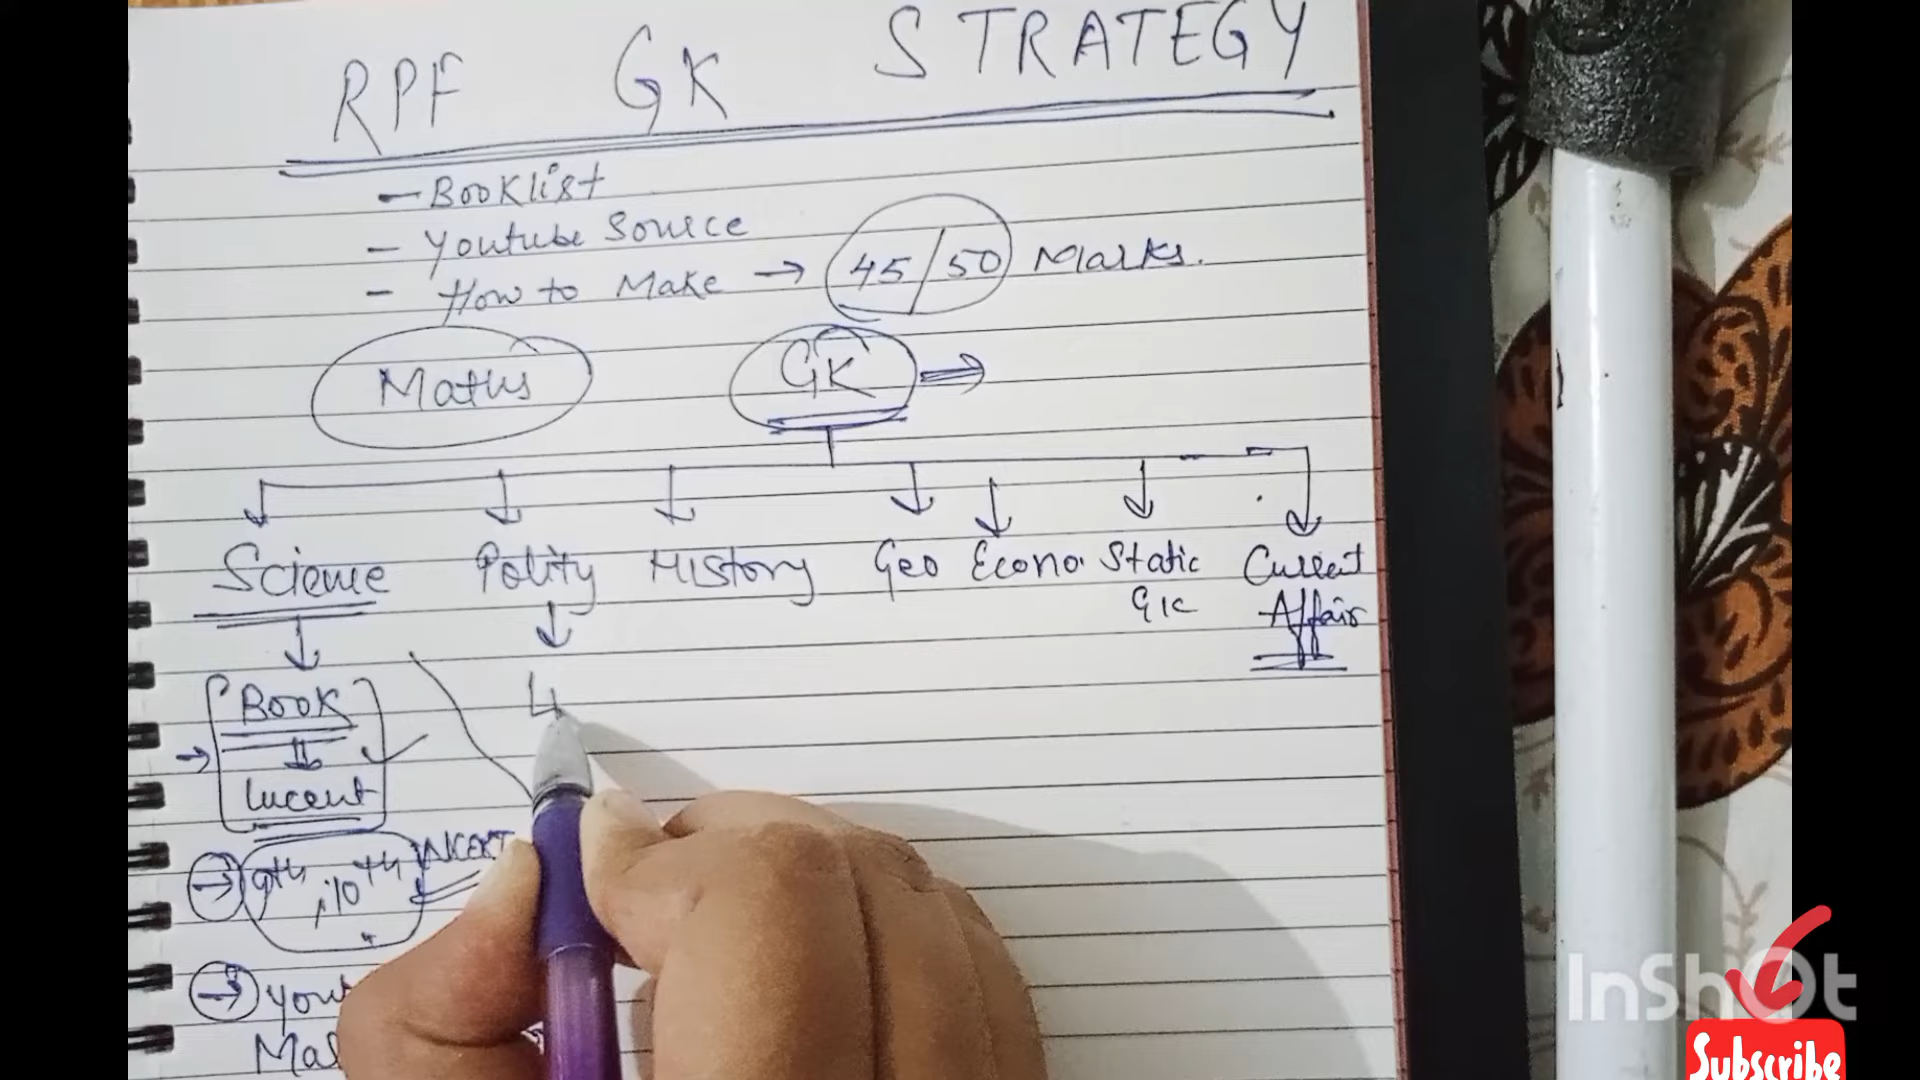 RPF GK STRATEGY
- Booklist
- Youtube Source
- How to Make → 45/50 Marks.
Maths GK →
Science Polity History Geo Econo. Static GK Current Affair
Book 4
Lucent
→ 9th, 10th NCERT
→
InShot
Subscribe